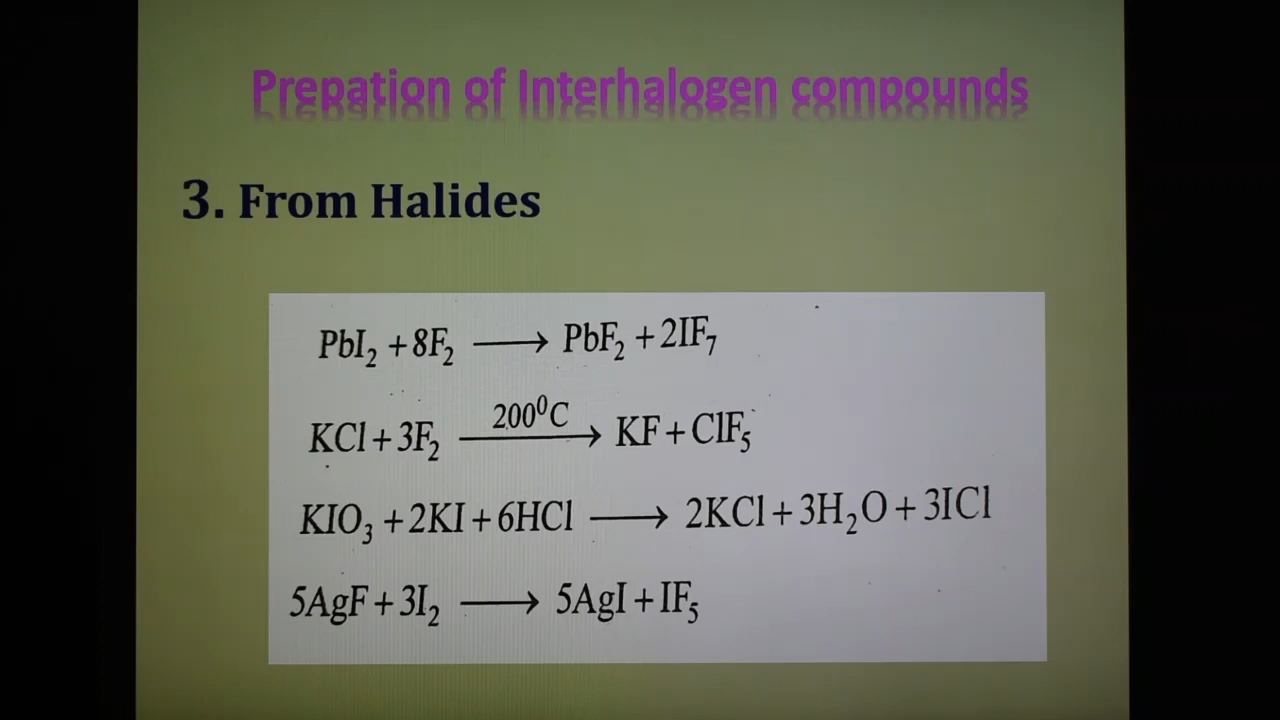 Prepation of Interhalogen compounds
3. From Halides
PbI₂ + 8F₂ ⟶ PbF₂ + 2IF₇
KCl + 3F₂ 200⁰C ⟶ KF + ClF₅
KIO₃ + 2KI + 6HCl ⟶ 2KCl + 3H₂O + 3ICl
5AgF + 3I₂ ⟶ 5AgI + IF₅